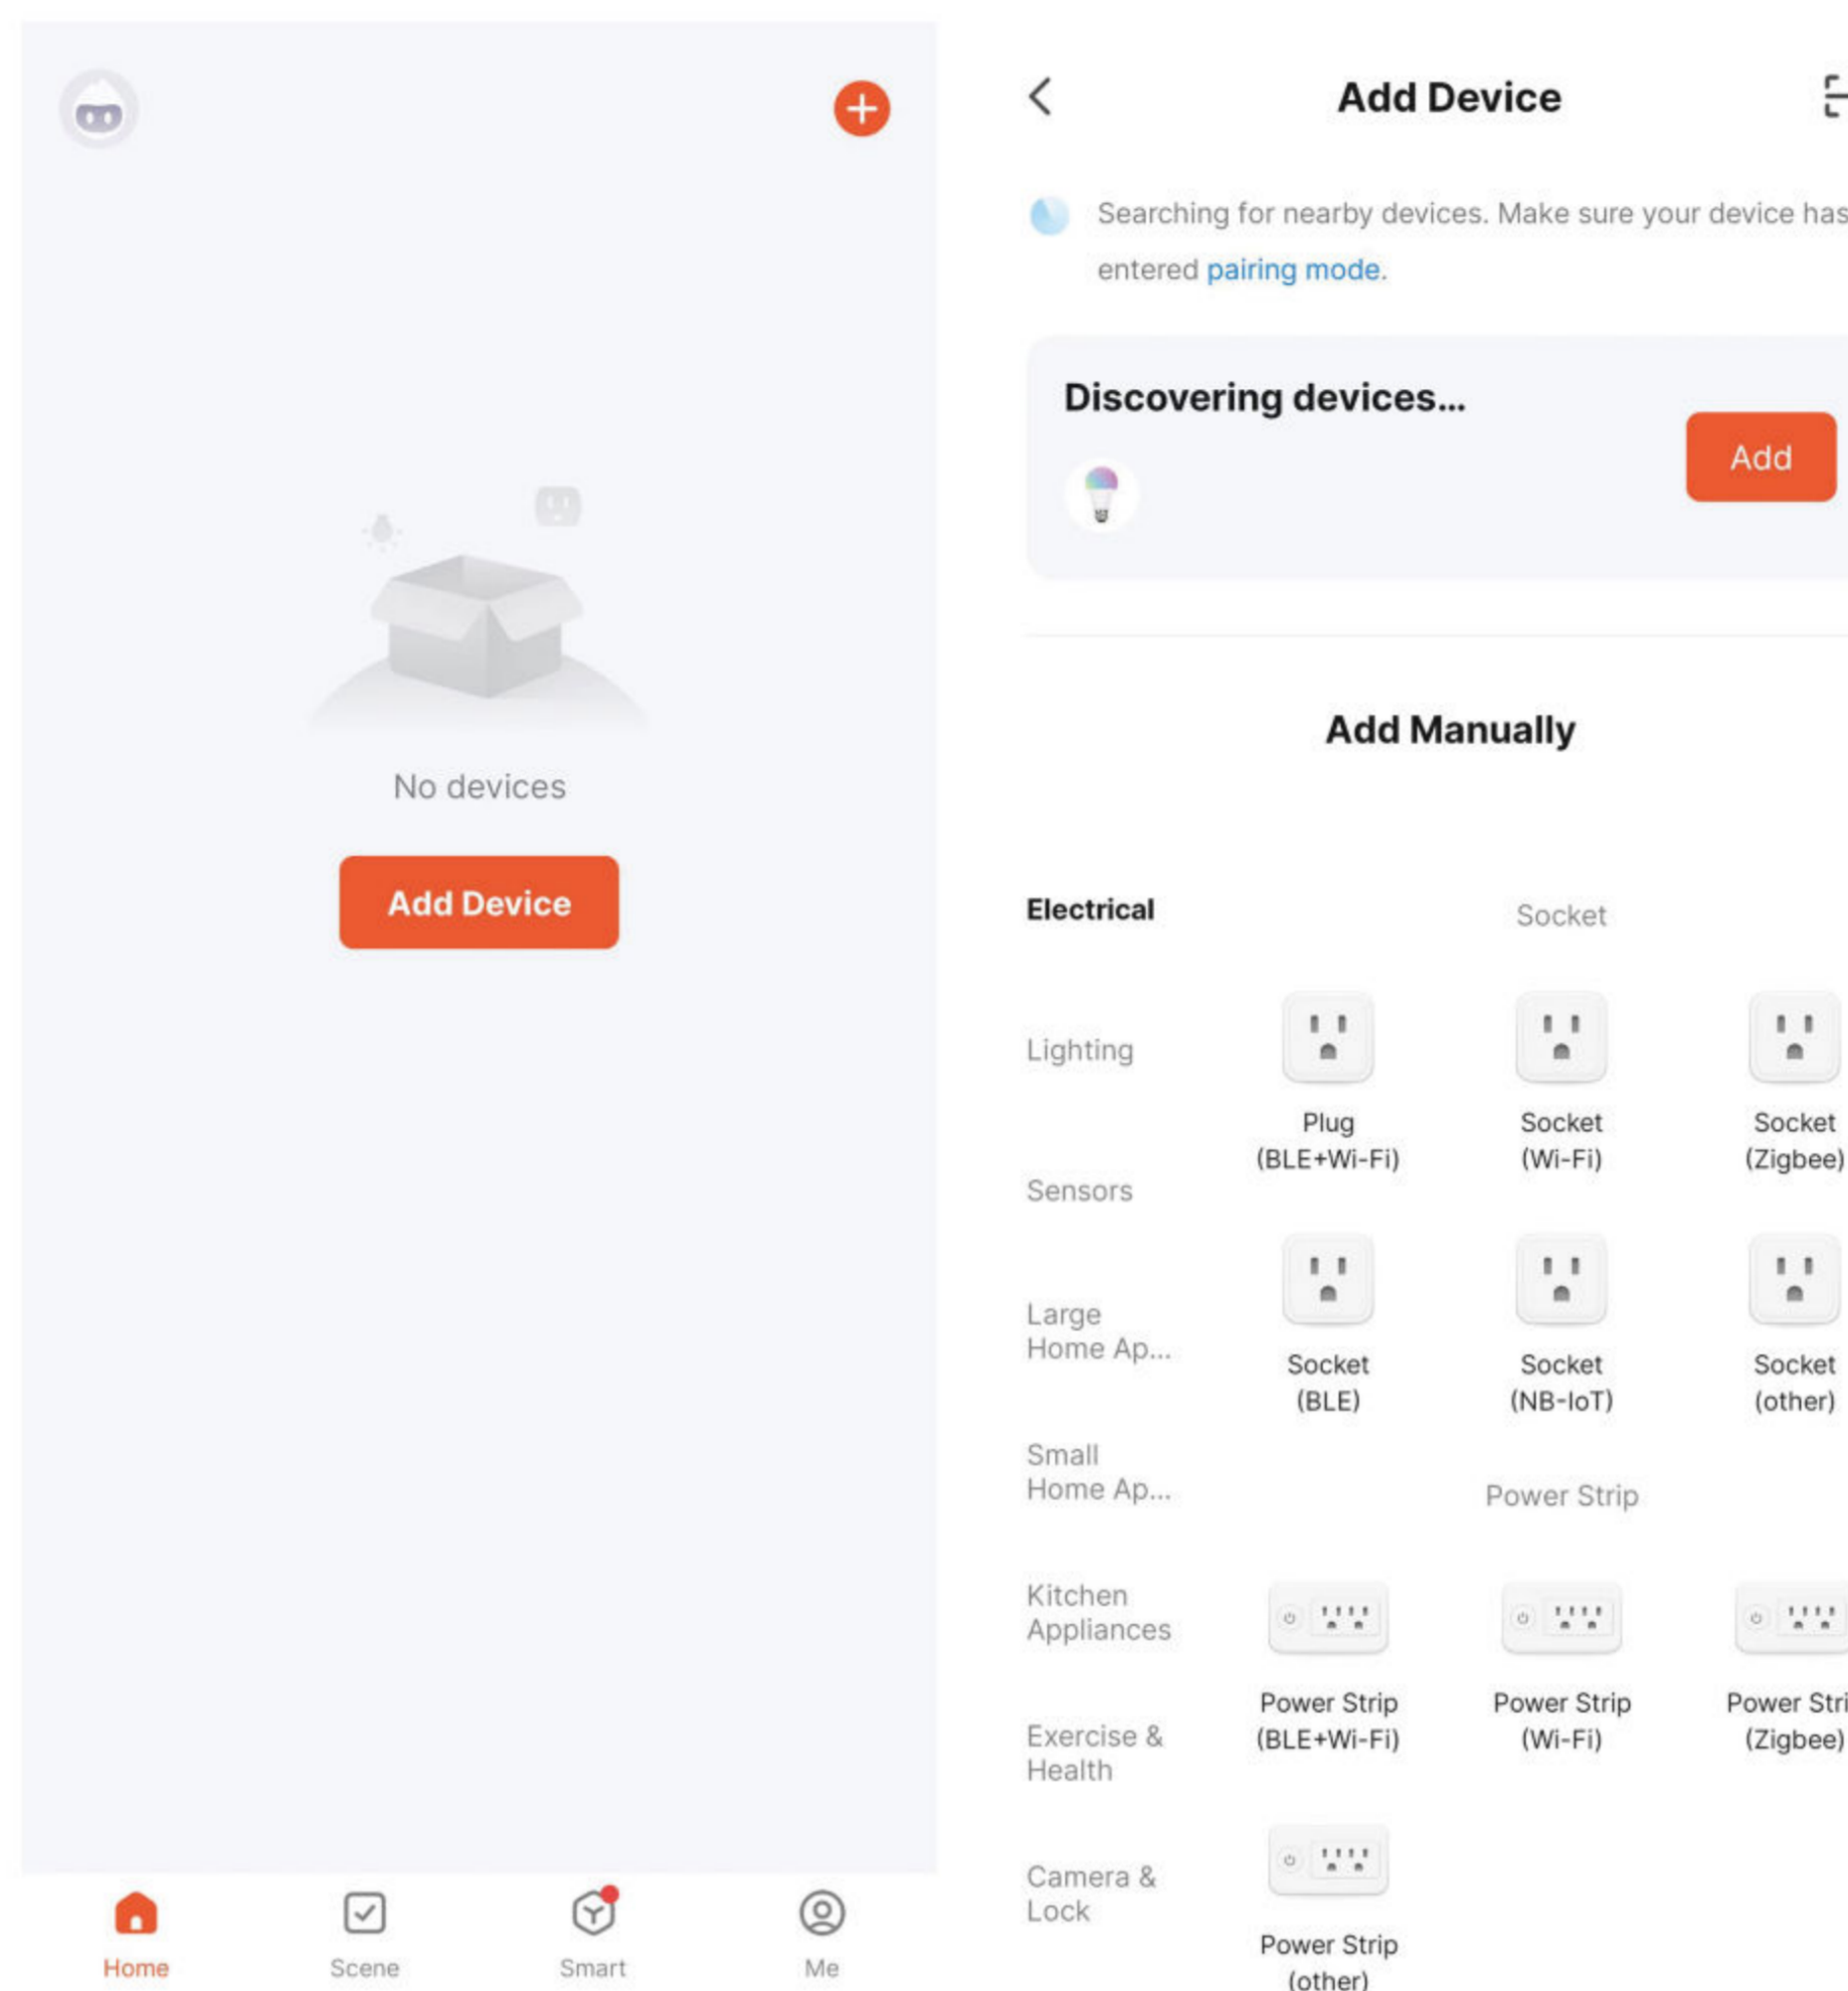 No devices
Add Device
Home
Scene
Smart
Me
Add Device
Searching for nearby devices. Make sure your device has
entered pairing mode.
Discovering devices...
Add
Add Manually
Electrical
Lighting
Sensors
Large
Home Ap...
Small
Home Ap...
Kitchen
Appliances
Exercise &
Health
Camera &
Lock
Socket
Plug
(BLE+Wi-Fi)
Socket
(Wi-Fi)
Socket
(Zigbee)
Socket
(BLE)
Socket
(NB-IoT)
Socket
(other)
Power Strip
Power Strip
(BLE+Wi-Fi)
Power Strip
(Wi-Fi)
Power Stri
(Zigbee)
Power Strip
(other)